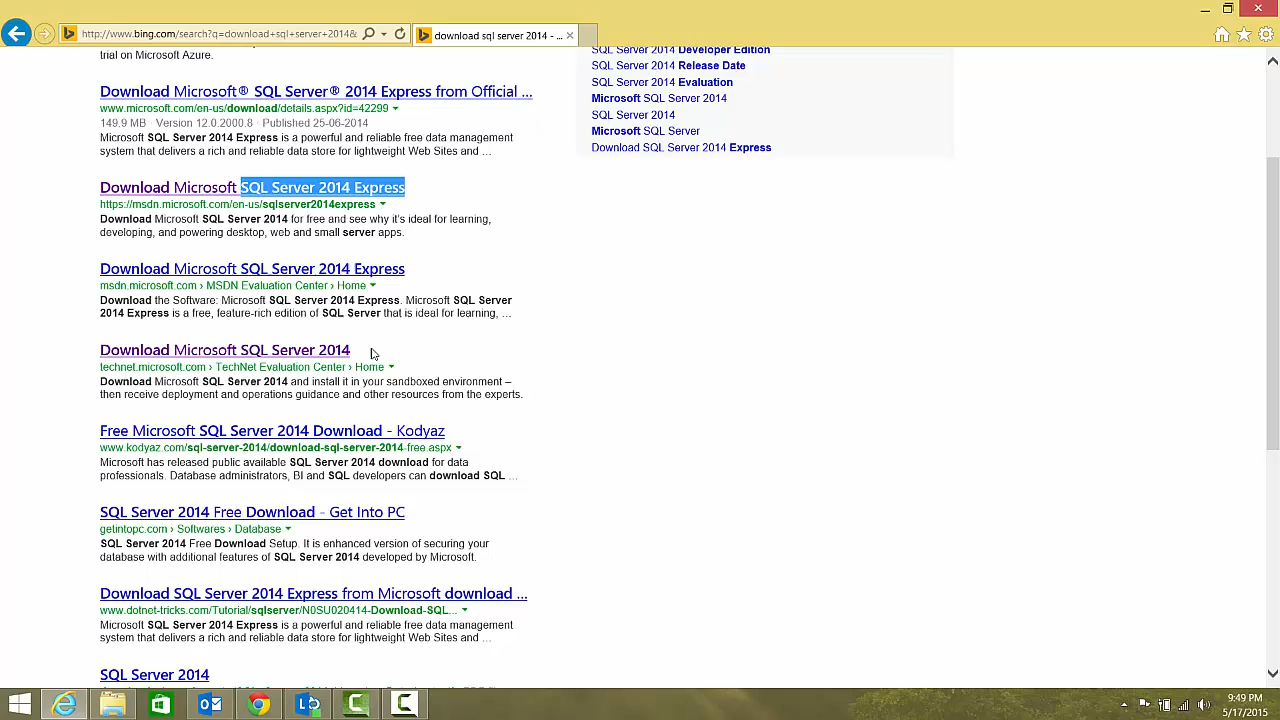 http://www.bing.com/search?q=download+sql+server+2014&
download sql server 2014 - ...
trial on Microsoft Azure.
Download Microsoft® SQL Server® 2014 Express from Official ...
www.microsoft.com/en-us/download/details.aspx?id=42299
149.9 MB · Version 12.0.2000.8 · Published 25-06-2014
Microsoft SQL Server 2014 Express is a powerful and reliable free data management
system that delivers a rich and reliable data store for lightweight Web Sites and ...
Download Microsoft SQL Server 2014 Express
https://msdn.microsoft.com/en-us/sqlserver2014express
Download Microsoft SQL Server 2014 for free and see why it's ideal for learning,
developing, and powering desktop, web and small server apps.
Download Microsoft SQL Server 2014 Express
msdn.microsoft.com › MSDN Evaluation Center › Home
Download the Software: Microsoft SQL Server 2014 Express. Microsoft SQL Server
2014 Express is a free, feature-rich edition of SQL Server that is ideal for learning, ...
Download Microsoft SQL Server 2014
technet.microsoft.com › TechNet Evaluation Center › Home
Download Microsoft SQL Server 2014 and install it in your sandboxed environment –
then receive deployment and operations guidance and other resources from the experts.
Free Microsoft SQL Server 2014 Download - Kodyaz
www.kodyaz.com/sql-server-2014/download-sql-server-2014-free.aspx
Microsoft has released public available SQL Server 2014 download for data
professionals. Database administrators, BI and SQL developers can download SQL ...
SQL Server 2014 Free Download - Get Into PC
getintopc.com › Softwares › Database
SQL Server 2014 Free Download Setup. It is enhanced version of securing your
database with additional features of SQL Server 2014 developed by Microsoft.
Download SQL Server 2014 Express from Microsoft download ...
www.dotnet-tricks.com/Tutorial/sqlserver/N0SU020414-Download-SQL...
Microsoft SQL Server 2014 Express is a powerful and reliable free data management
system that delivers a rich and reliable data store for lightweight Web Sites and ...
SQL Server 2014
SQL Server 2014 Developer Edition
SQL Server 2014 Release Date
SQL Server 2014 Evaluation
Microsoft SQL Server 2014
SQL Server 2014
Microsoft SQL Server
Download SQL Server 2014 Express
9:49 PM
5/17/2015